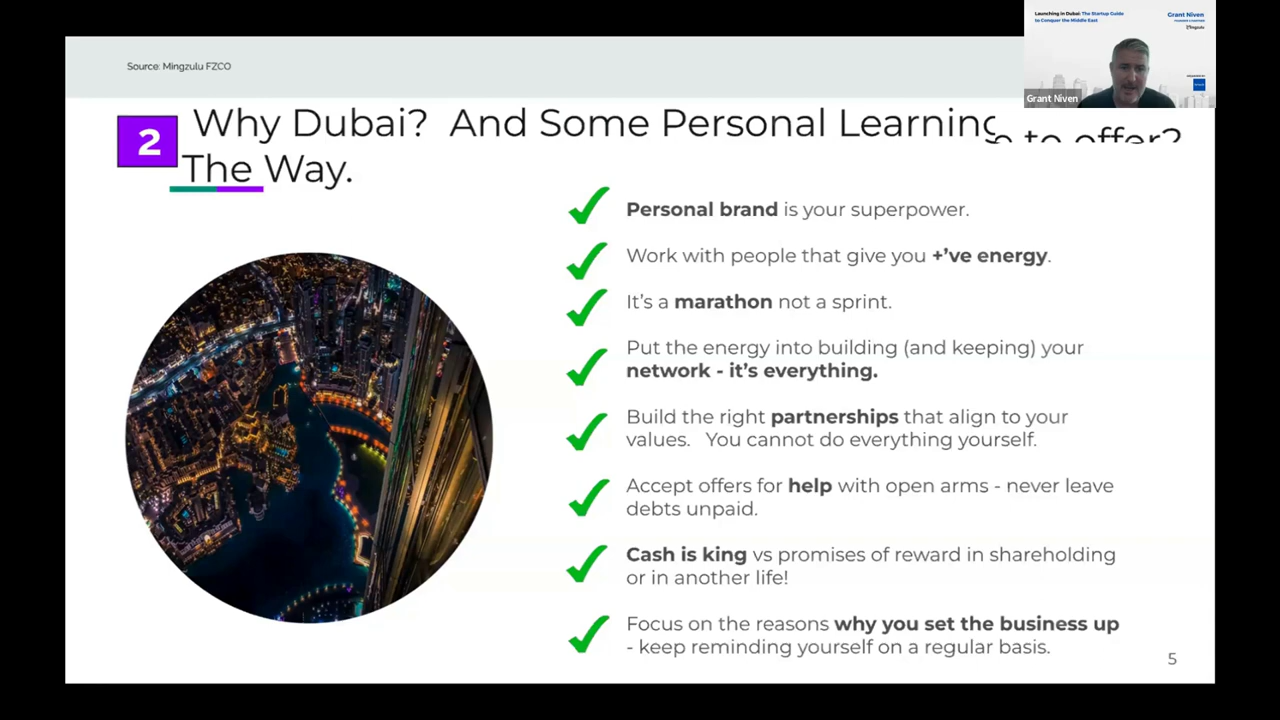 Launching in Dubai: The Startup Guide
to Conquer the Middle East
Grant Niven
Mingzulu
Grant Niven
Source: Mingzulu FZCO
2
Why Dubai? And Some Personal Learning
to offer?
The Way.
Personal brand is your superpower.
Work with people that give you +'ve energy.
It's a marathon not a sprint.
Put the energy into building (and keeping) your
network - it's everything.
Build the right partnerships that align to your
values. You cannot do everything yourself.
Accept offers for help with open arms - never leave
debts unpaid.
Cash is king vs promises of reward in shareholding
or in another life!
Focus on the reasons why you set the business up
- keep reminding yourself on a regular basis.
5